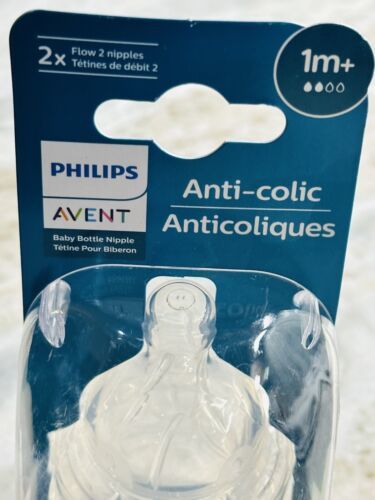 2x Flow 2 nipples
Tétines de débit 2
1m+
PHILIPS
AVENT
Baby Bottle Nipple
Tétine Pour Biberon
Anti-colic
Anticoliques